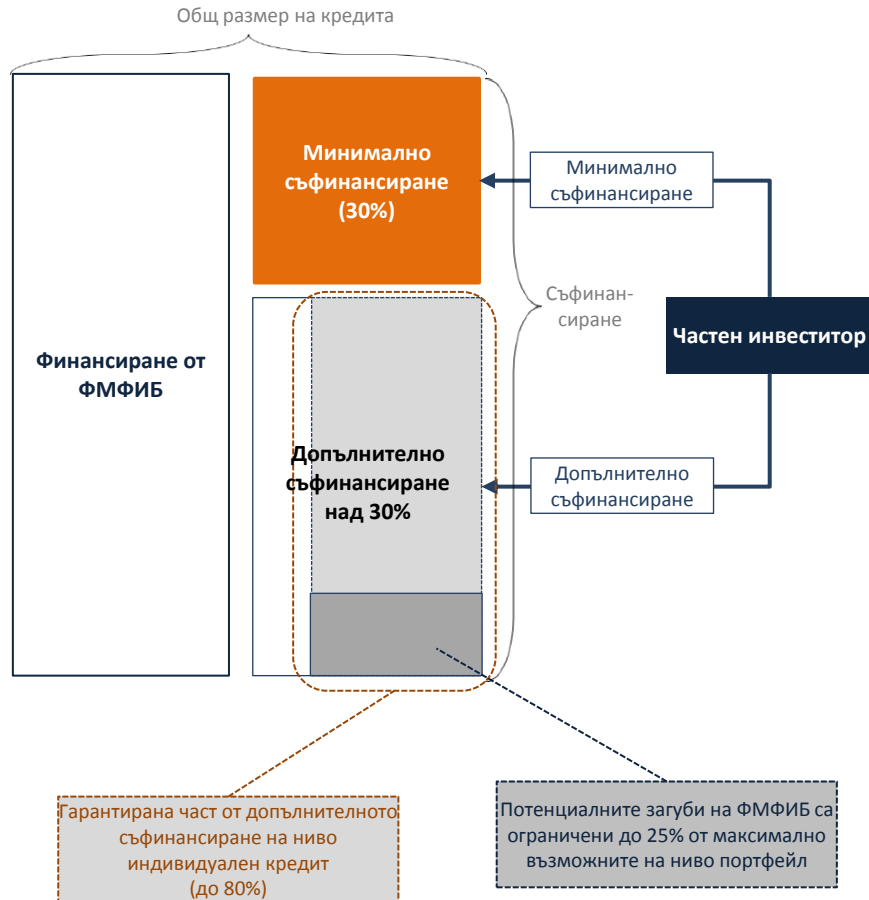 Общ размер на кредита
Минимално
съфинансиране
(30%)
Минимално
съфинансиране
Съфинан-
сиране
Частен инвеститор
Финансиране от
ФМФИБ
Допълнително
съфинансиране
над 30%
Допълнително
съфинансиране
Гарантирана част от допълнителното
съфинансиране на ниво
индивидуален кредит
(до 80%)
Потенциалните загуби на ФМФИБ са
ограничени до 25% от максимално
възможните на ниво портфейл